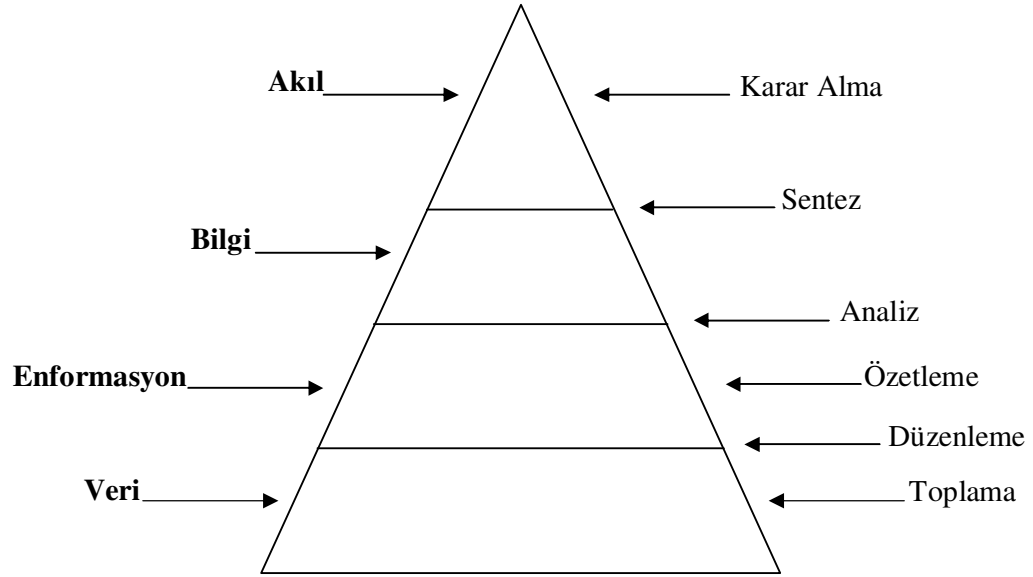 Akıl
Karar Alma
Sentez
Bilgi
Analiz
Enformasyon
Özetleme
Düzenleme
Veri
Toplama